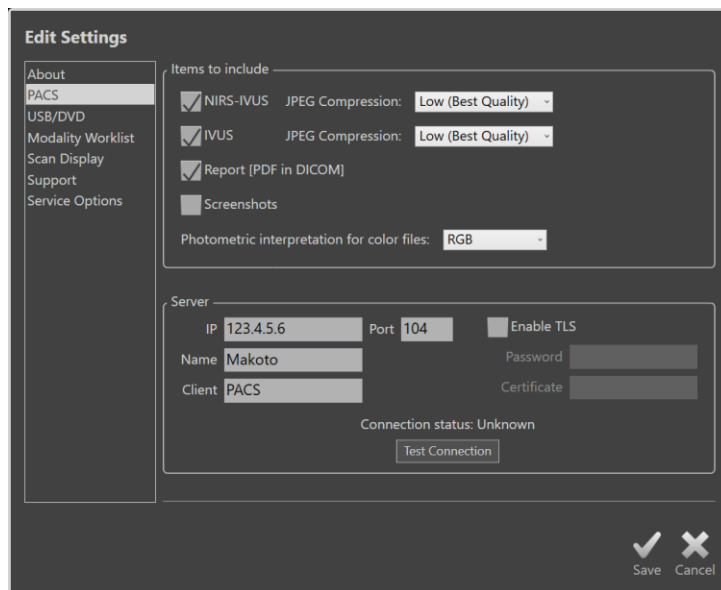 Edit Settings
About
PACS
USB/DVD
Modality Worklist
Scan Display
Support
Service Options
Items to include
NIRS-IVUS JPEG Compression: Low (Best Quality)
IVUS JPEG Compression: Low (Best Quality)
Report [PDF in DICOM]
Screenshots
Photometric interpretation for color files: RGB
Server
IP 123.4.5.6 Port 104 Enable TLS
Name Makoto Password
Client PACS Certificate
Connection status: Unknown
Test Connection
Save Cancel